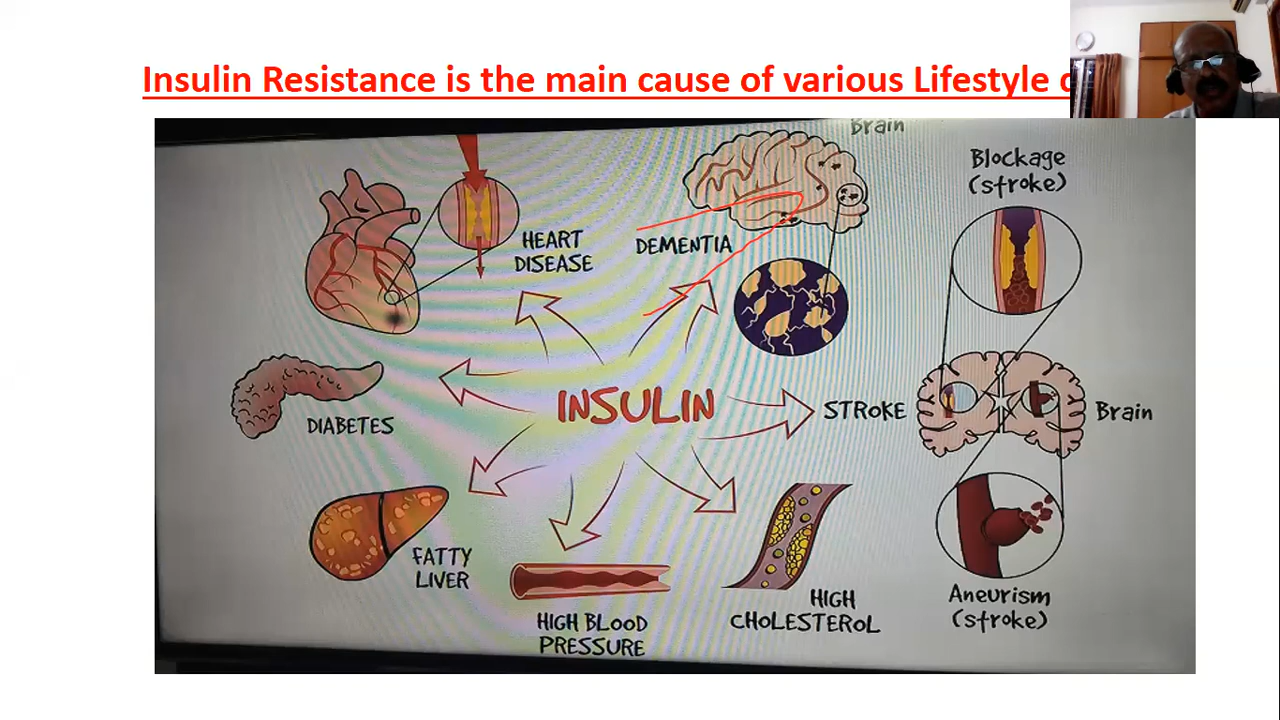 Insulin Resistance is the main cause of various Lifestyle
Brain
Blockage
(stroke)
HEART
DISEASE
DEMENTIA
INSULIN
STROKE
Brain
DIABETES
FATTY
LIVER
HIGH BLOOD
PRESSURE
HIGH
CHOLESTEROL
Aneurism
(stroke)